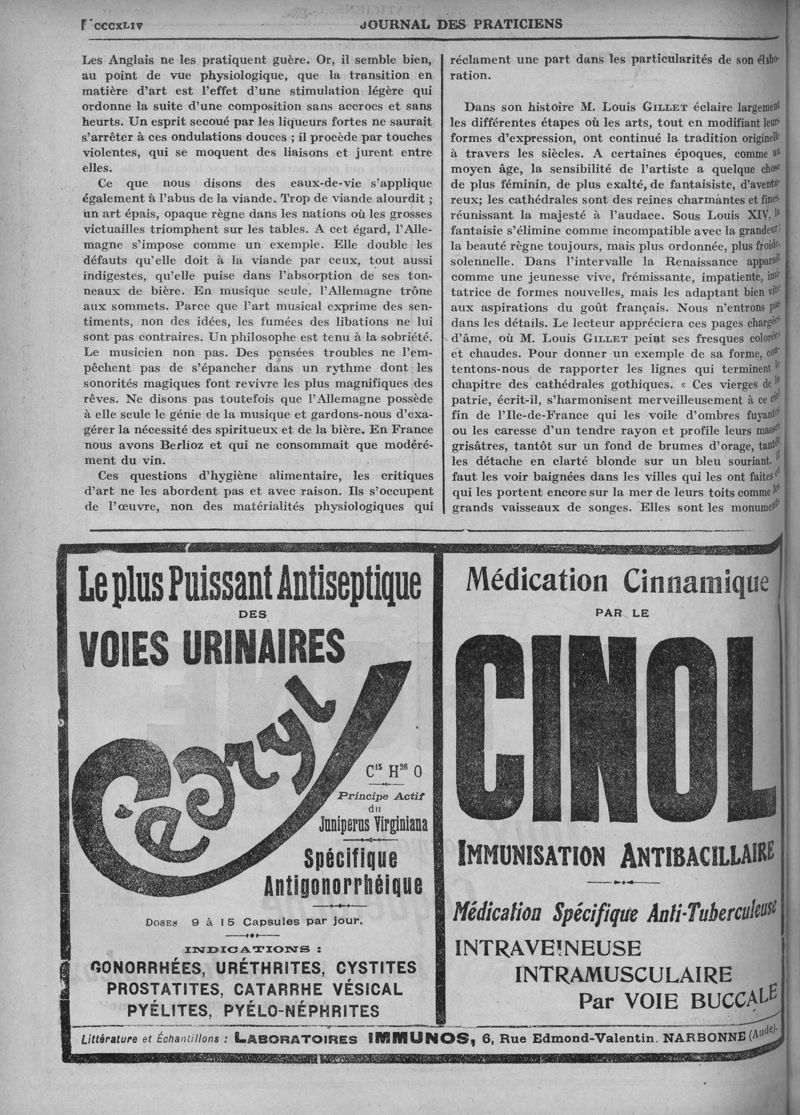 CCCXLIV
JOURNAL DES PRATICIENS
Les Anglais ne les pratiquent guère. Or, il semble bien,
au point de vue physiologique, que la transition en
matière d'art est l'effet d'une stimulation légère qui
ordonne la suite d'une composition sans accrocs et sans
heurts. Un esprit secoué par les liqueurs fortes ne saurait
s'arrêter à ces ondulations douces ; il procède par touches
violentes, qui se moquent des liaisons et jurent entre
elles.
Ce que nous disons des eaux-de-vie s'applique
également à l'abus de la viande. Trop de viande alourdit ;
un art épais, opaque règne dans les nations où les grosses
victuailles triomphent sur les tables. A cet égard, l'Alle-
magne s'impose comme un exemple. Elle double les
défauts qu'elle doit à la viande par ceux, tout aussi
indigestes, qu'elle puise dans l'absorption de ses ton-
neaux de bière. En musique seule, l'Allemagne trône
aux sommets. Parce que l'art musical exprime des sen-
timents, non des idées, les fumées des libations ne lui
sont pas contraires. Un philosophe est tenu à la sobriété.
Le musicien non pas. Des pensées troubles ne l'em-
pêchent pas de s'épancher dans un rythme dont les
sonorités magiques font revivre les plus magnifiques des
rêves. Ne disons pas toutefois que l'Allemagne possède
à elle seule le génie de la musique et gardons-nous d'exa-
gérer la nécessité des spiritueux et de la bière. En France
nous avons Berlioz et qui ne consommait que modéré-
ment du vin.
Ces questions d'hygiène alimentaire, les critiques
d'art ne les abordent pas et avec raison. Ils s'occupent
de l'œuvre, non des matérialités physiologiques qui
réclament une part dans les particularités de son élabo-
ration.
Dans son histoire M. Louis GILLET éclaire largement
les différentes étapes où les arts, tout en modifiant leurs
formes d'expression, ont continué la tradition originelle
à travers les siècles. A certaines époques, comme au
moyen âge, la sensibilité de l'artiste a quelque chose
de plus féminin, de plus exalté, de fantaisiste, d'aventu-
reux; les cathédrales sont des reines charmantes et fines,
réunissant la majesté à l'audace. Sous Louis XIV, la
fantaisie s'élimine comme incompatible avec la grandeur ;
la beauté règne toujours, mais plus ordonnée, plus froide,
solennelle. Dans l'intervalle la Renaissance apparaît
comme une jeunesse vive, frémissante, impatiente, imi-
tatrice de formes nouvelles, mais les adaptant bien vite
aux aspirations du goût français. Nous n'entrons pas
dans les détails. Le lecteur appréciera ces pages chargées
d'âme, où M. Louis GILLET peint ses fresques colorées
et chaudes. Pour donner un exemple de sa forme, con-
tentons-nous de rapporter les lignes qui terminent le
chapitre des cathédrales gothiques. « Ces vierges de la
patrie, écrit-il, s'harmonisent merveilleusement à ce ciel
fin de l'Ile-de-France qui les voile d'ombres fuyantes
ou les caresse d'un tendre rayon et profile leurs masses
grisâtres, tantôt sur un fond de brumes d'orage, tantôt
les détache en clarté blonde sur un bleu souriant. Il
faut les voir baignées dans les villes qui les ont faites et
qui les portent encore sur la mer de leurs toits comme les
grands vaisseaux de songes. Elles sont les monuments
Le plus Puissant Antiseptique
DES
VOIES URINAIRES
Cedryl
C15 H26 O
Principe Actif
du
Juniperus Virginiana
Spécifique
Antigonorrhéique
DOSES 9 à 15 Capsules par jour.
INDICATIONS :
GONORRHÉES, URÉTHRITES, CYSTITES
PROSTATITES, CATARRHE VÉSICAL
PYÉLITES, PYÉLO-NÉPHRITES
Médication Cinnamique
PAR LE
CINOL
IMMUNISATION ANTIBACILLAIRE
Médication Spécifique Anti-Tuberculeuse
INTRAVEINEUSE
INTRAMUSCULAIRE
Par VOIE BUCCALE
Littérature et Échantillons : LABORATOIRES IMMUNOS, 6, Rue Edmond-Valentin. NARBONNE (Aude).